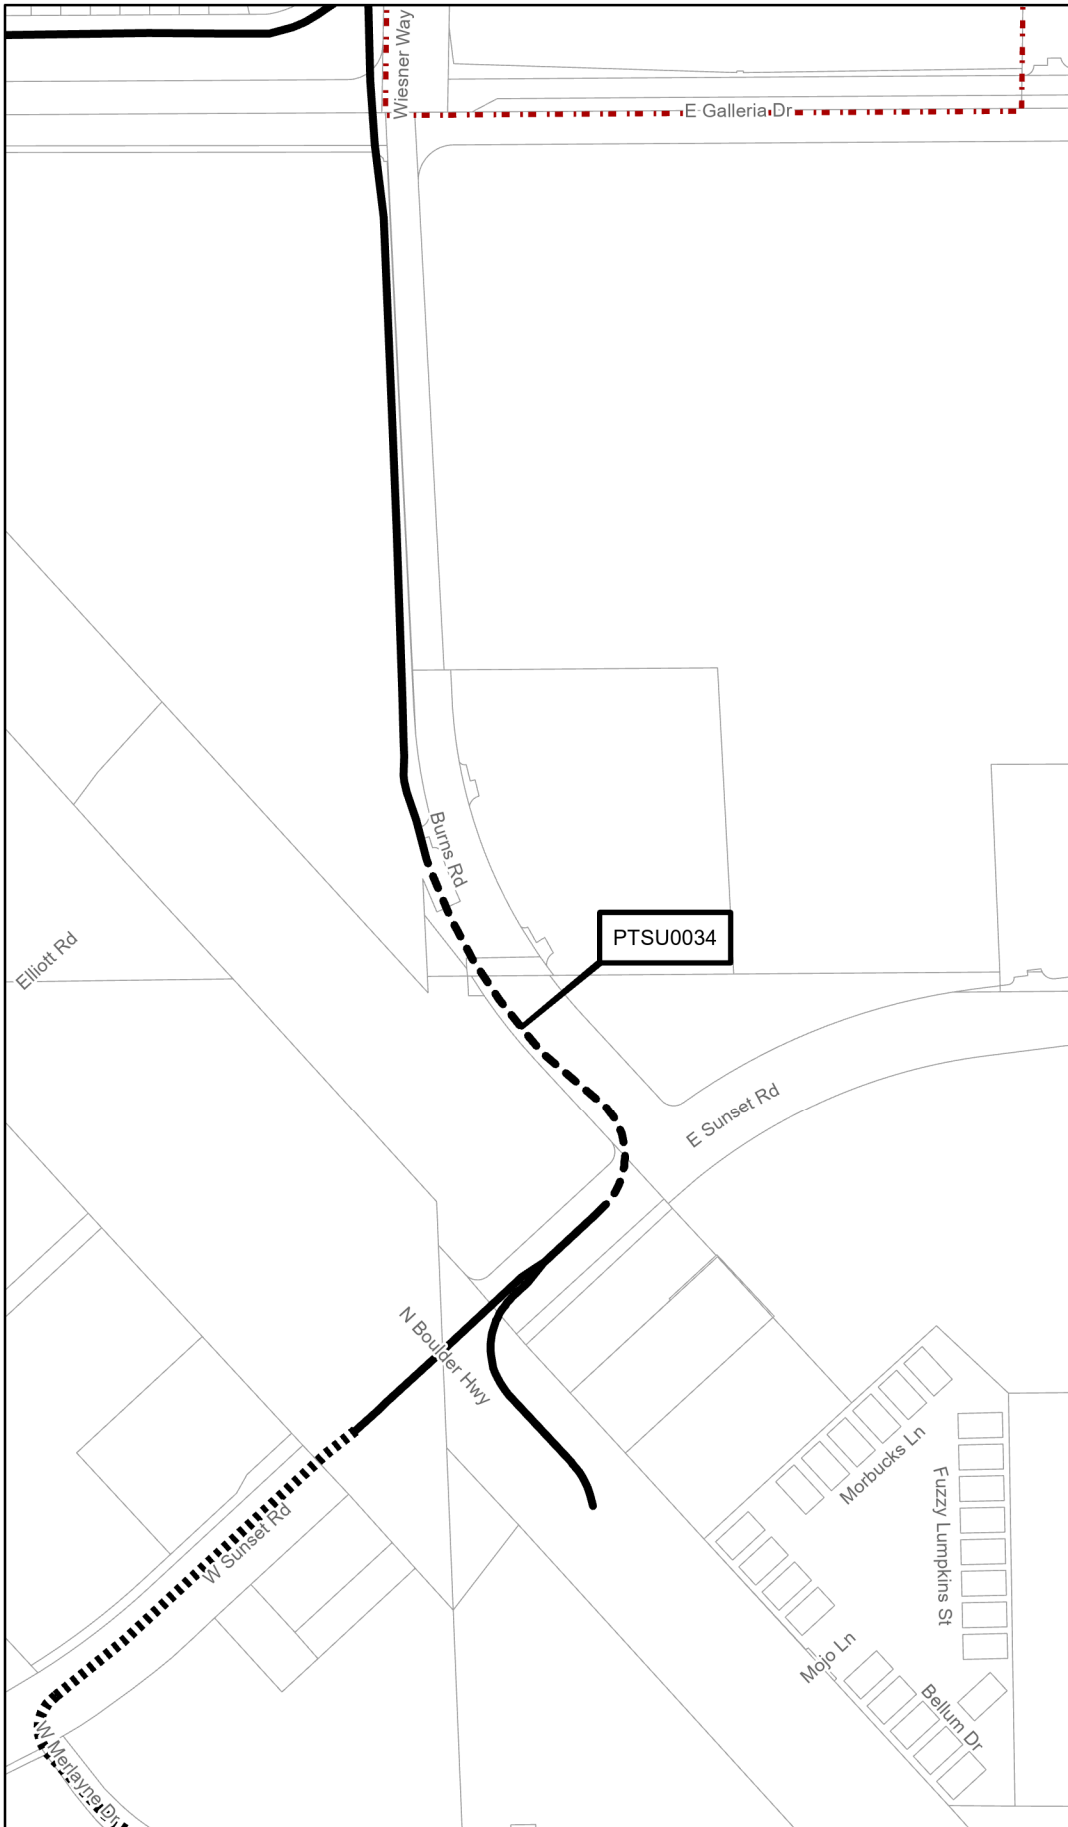 Wiesner Way
E Galleria Dr
Burns Rd
PTSU0034
Elliott Rd
E Sunset Rd
N Boulder Hwy
Morbucks Ln
Fuzzy Lumpkins St
W Sunset Rd
Mojo Ln
Bellum Dr
W Merlayne Dr